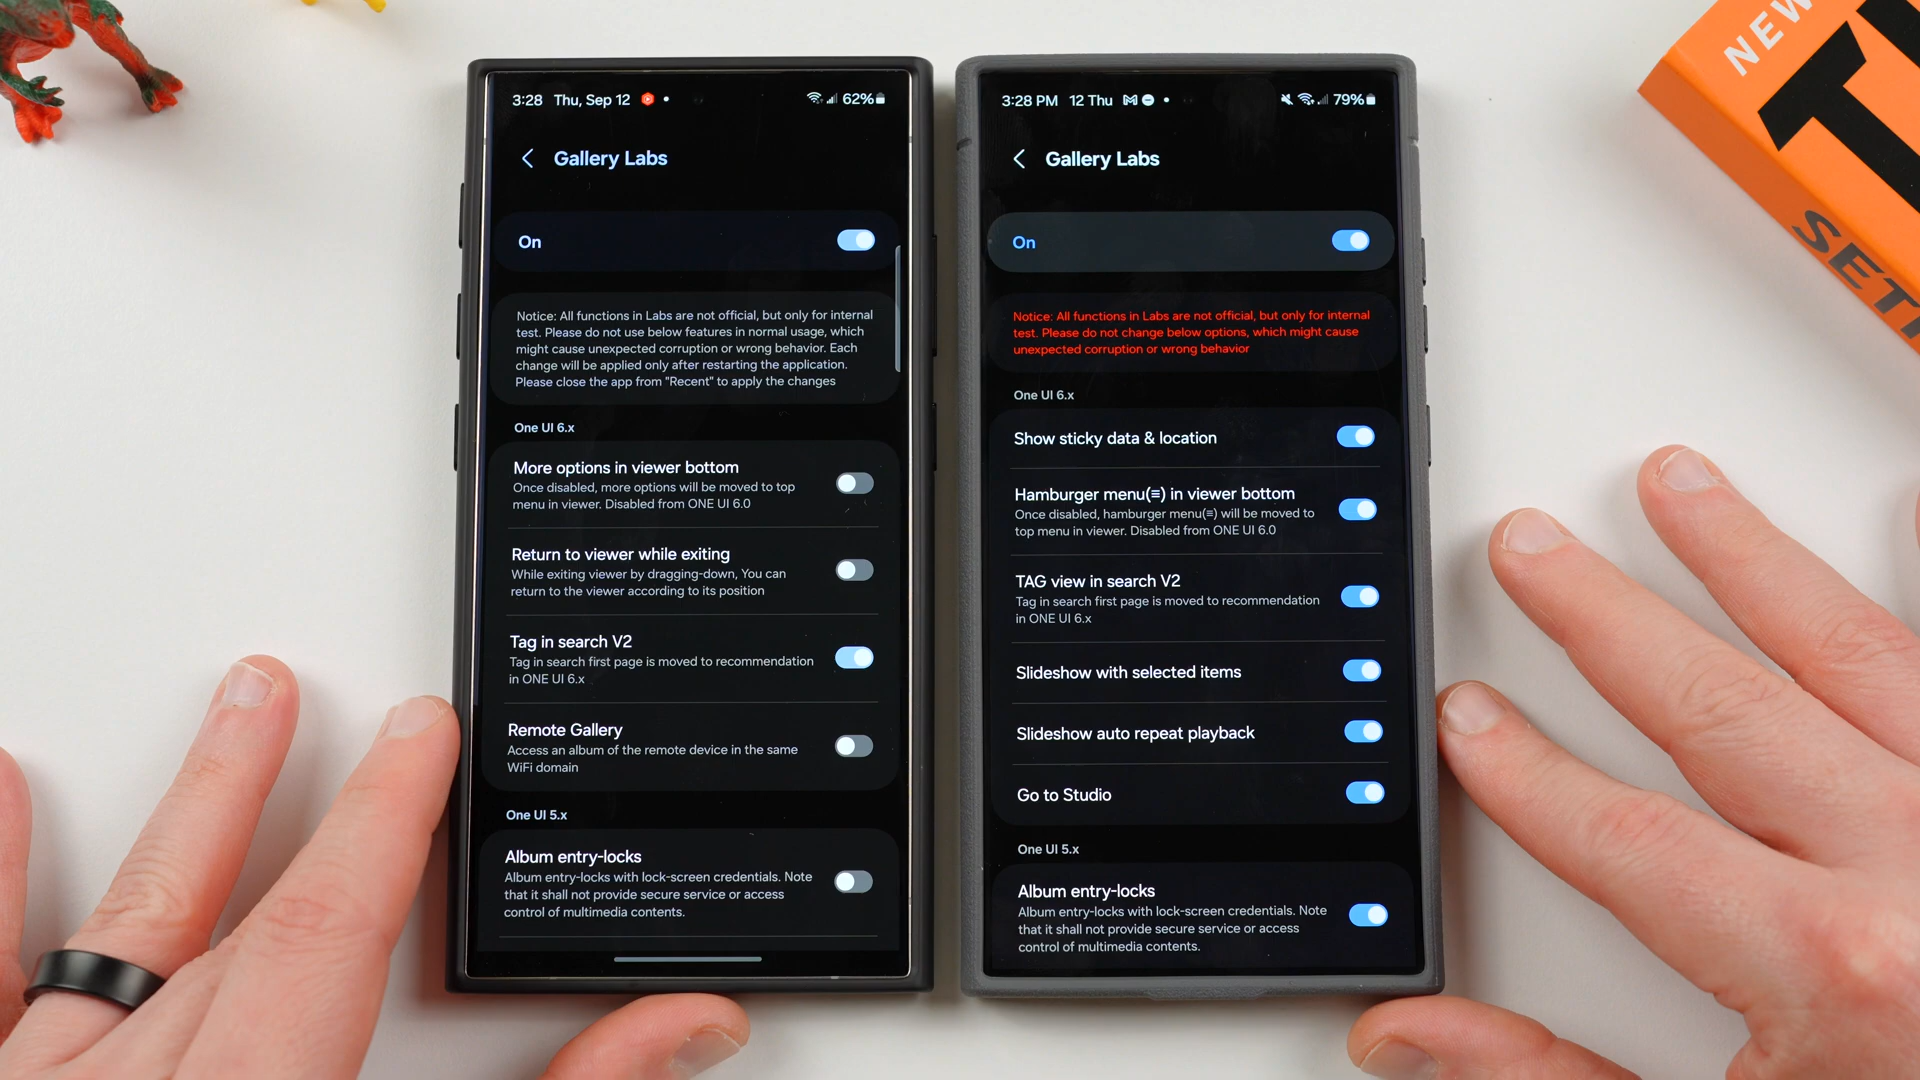 3:28 Thu, Sep 12
62%
Gallery Labs
On
Notice: All functions in Labs are not official, but only for internal
test. Please do not use below features in normal usage, which
might cause unexpected corruption or wrong behavior. Each
change will be applied only after restarting the application.
Please close the app from "Recent" to apply the changes
One UI 6.x
More options in viewer bottom
Once disabled, more options will be moved to top
menu in viewer. Disabled from ONE UI 6.0
Return to viewer while exiting
While exiting viewer by dragging-down, You can
return to the viewer according to its position
Tag in search V2
Tag in search first page is moved to recommendation
in ONE UI 6.x
Remote Gallery
Access an album of the remote device in the same
WiFi domain
One UI 5.x
Album entry-locks
Album entry-locks with lock-screen credentials. Note
that it shall not provide secure service or access
control of multimedia contents.
3:28 PM 12 Thu
79%
Gallery Labs
On
Notice: All functions in Labs are not official, but only for internal
test. Please do not change below options, which might cause
unexpected corruption or wrong behavior
One UI 6.x
Show sticky data & location
Hamburger menu(≡) in viewer bottom
Once disabled, hamburger menu(≡) will be moved to
top menu in viewer. Disabled from ONE UI 6.0
TAG view in search V2
Tag in search first page is moved to recommendation
in ONE UI 6.x
Slideshow with selected items
Slideshow auto repeat playback
Go to Studio
One UI 5.x
Album entry-locks
Album entry-locks with lock-screen credentials. Note
that it shall not provide secure service or access
control of multimedia contents.
NEW